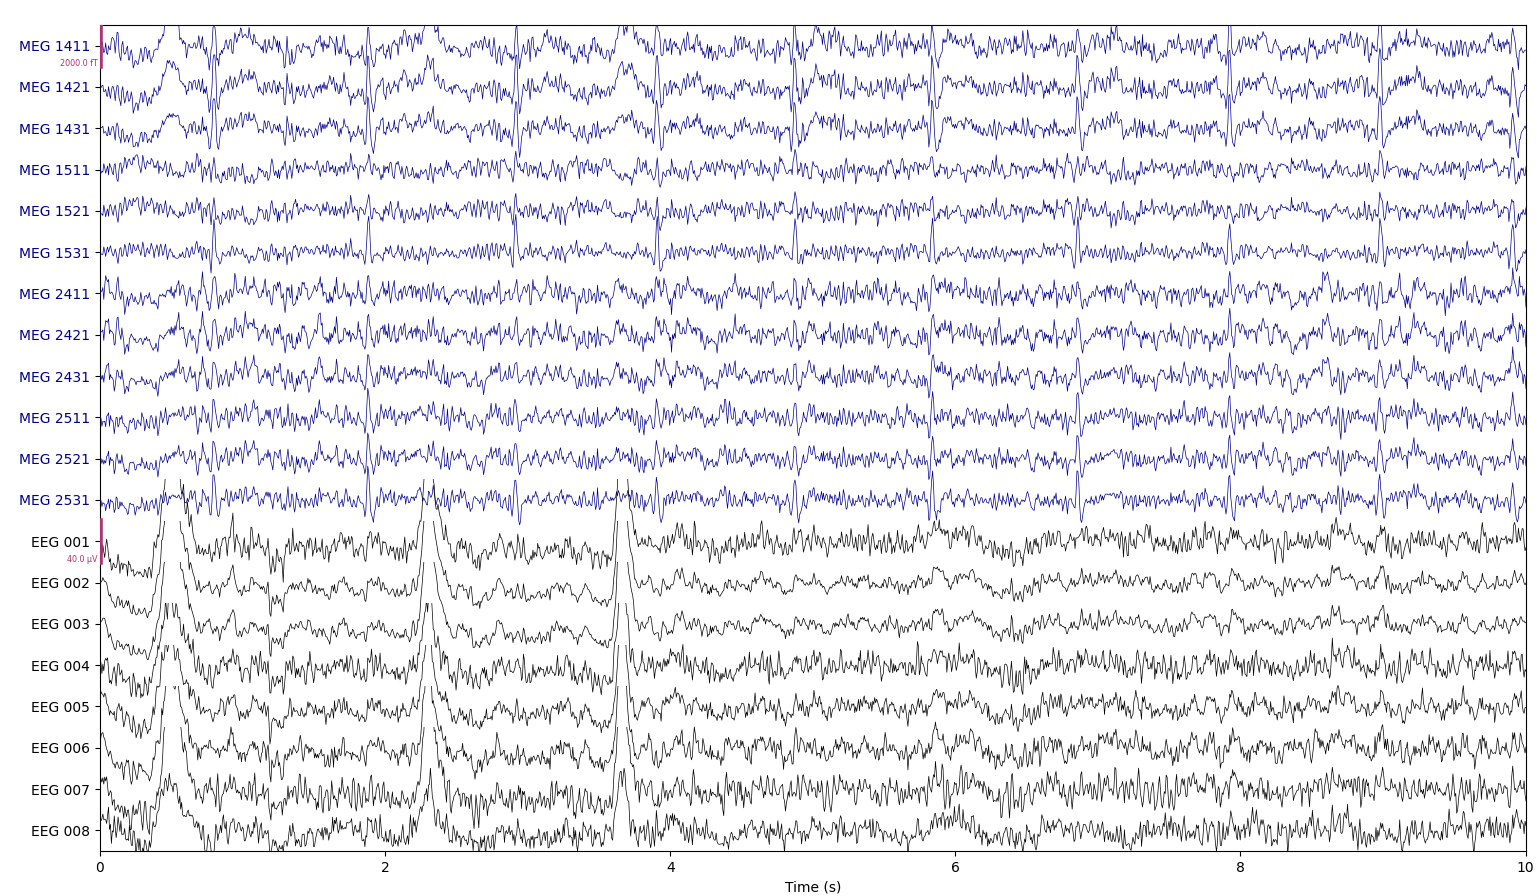 MEG 1411
2000.0 fT
MEG 1421
MEG 1431
MEG 1511
MEG 1521
MEG 1531
MEG 2411
MEG 2421
MEG 2431
MEG 2511
MEG 2521
MEG 2531
EEG 001
40.0 µV
EEG 002
EEG 003
EEG 004
EEG 005
EEG 006
EEG 007
EEG 008
0 2 4 6 8 10
Time (s)